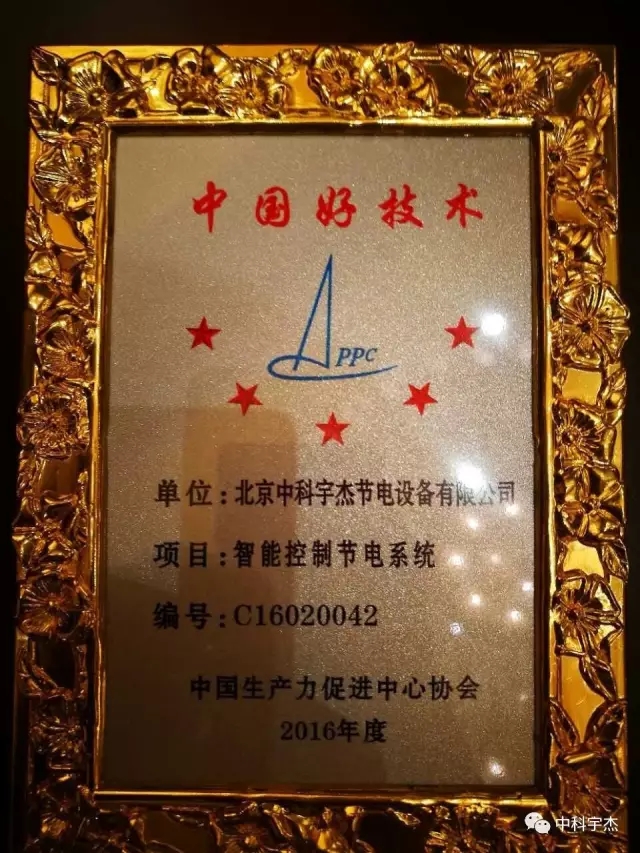 中国好技术
PPC
单位:北京中科宇杰节电设备有限公司
项目:智能控制节电系统
编号:C16020042
中国生产力促进中心协会
2016年度
中科宇杰